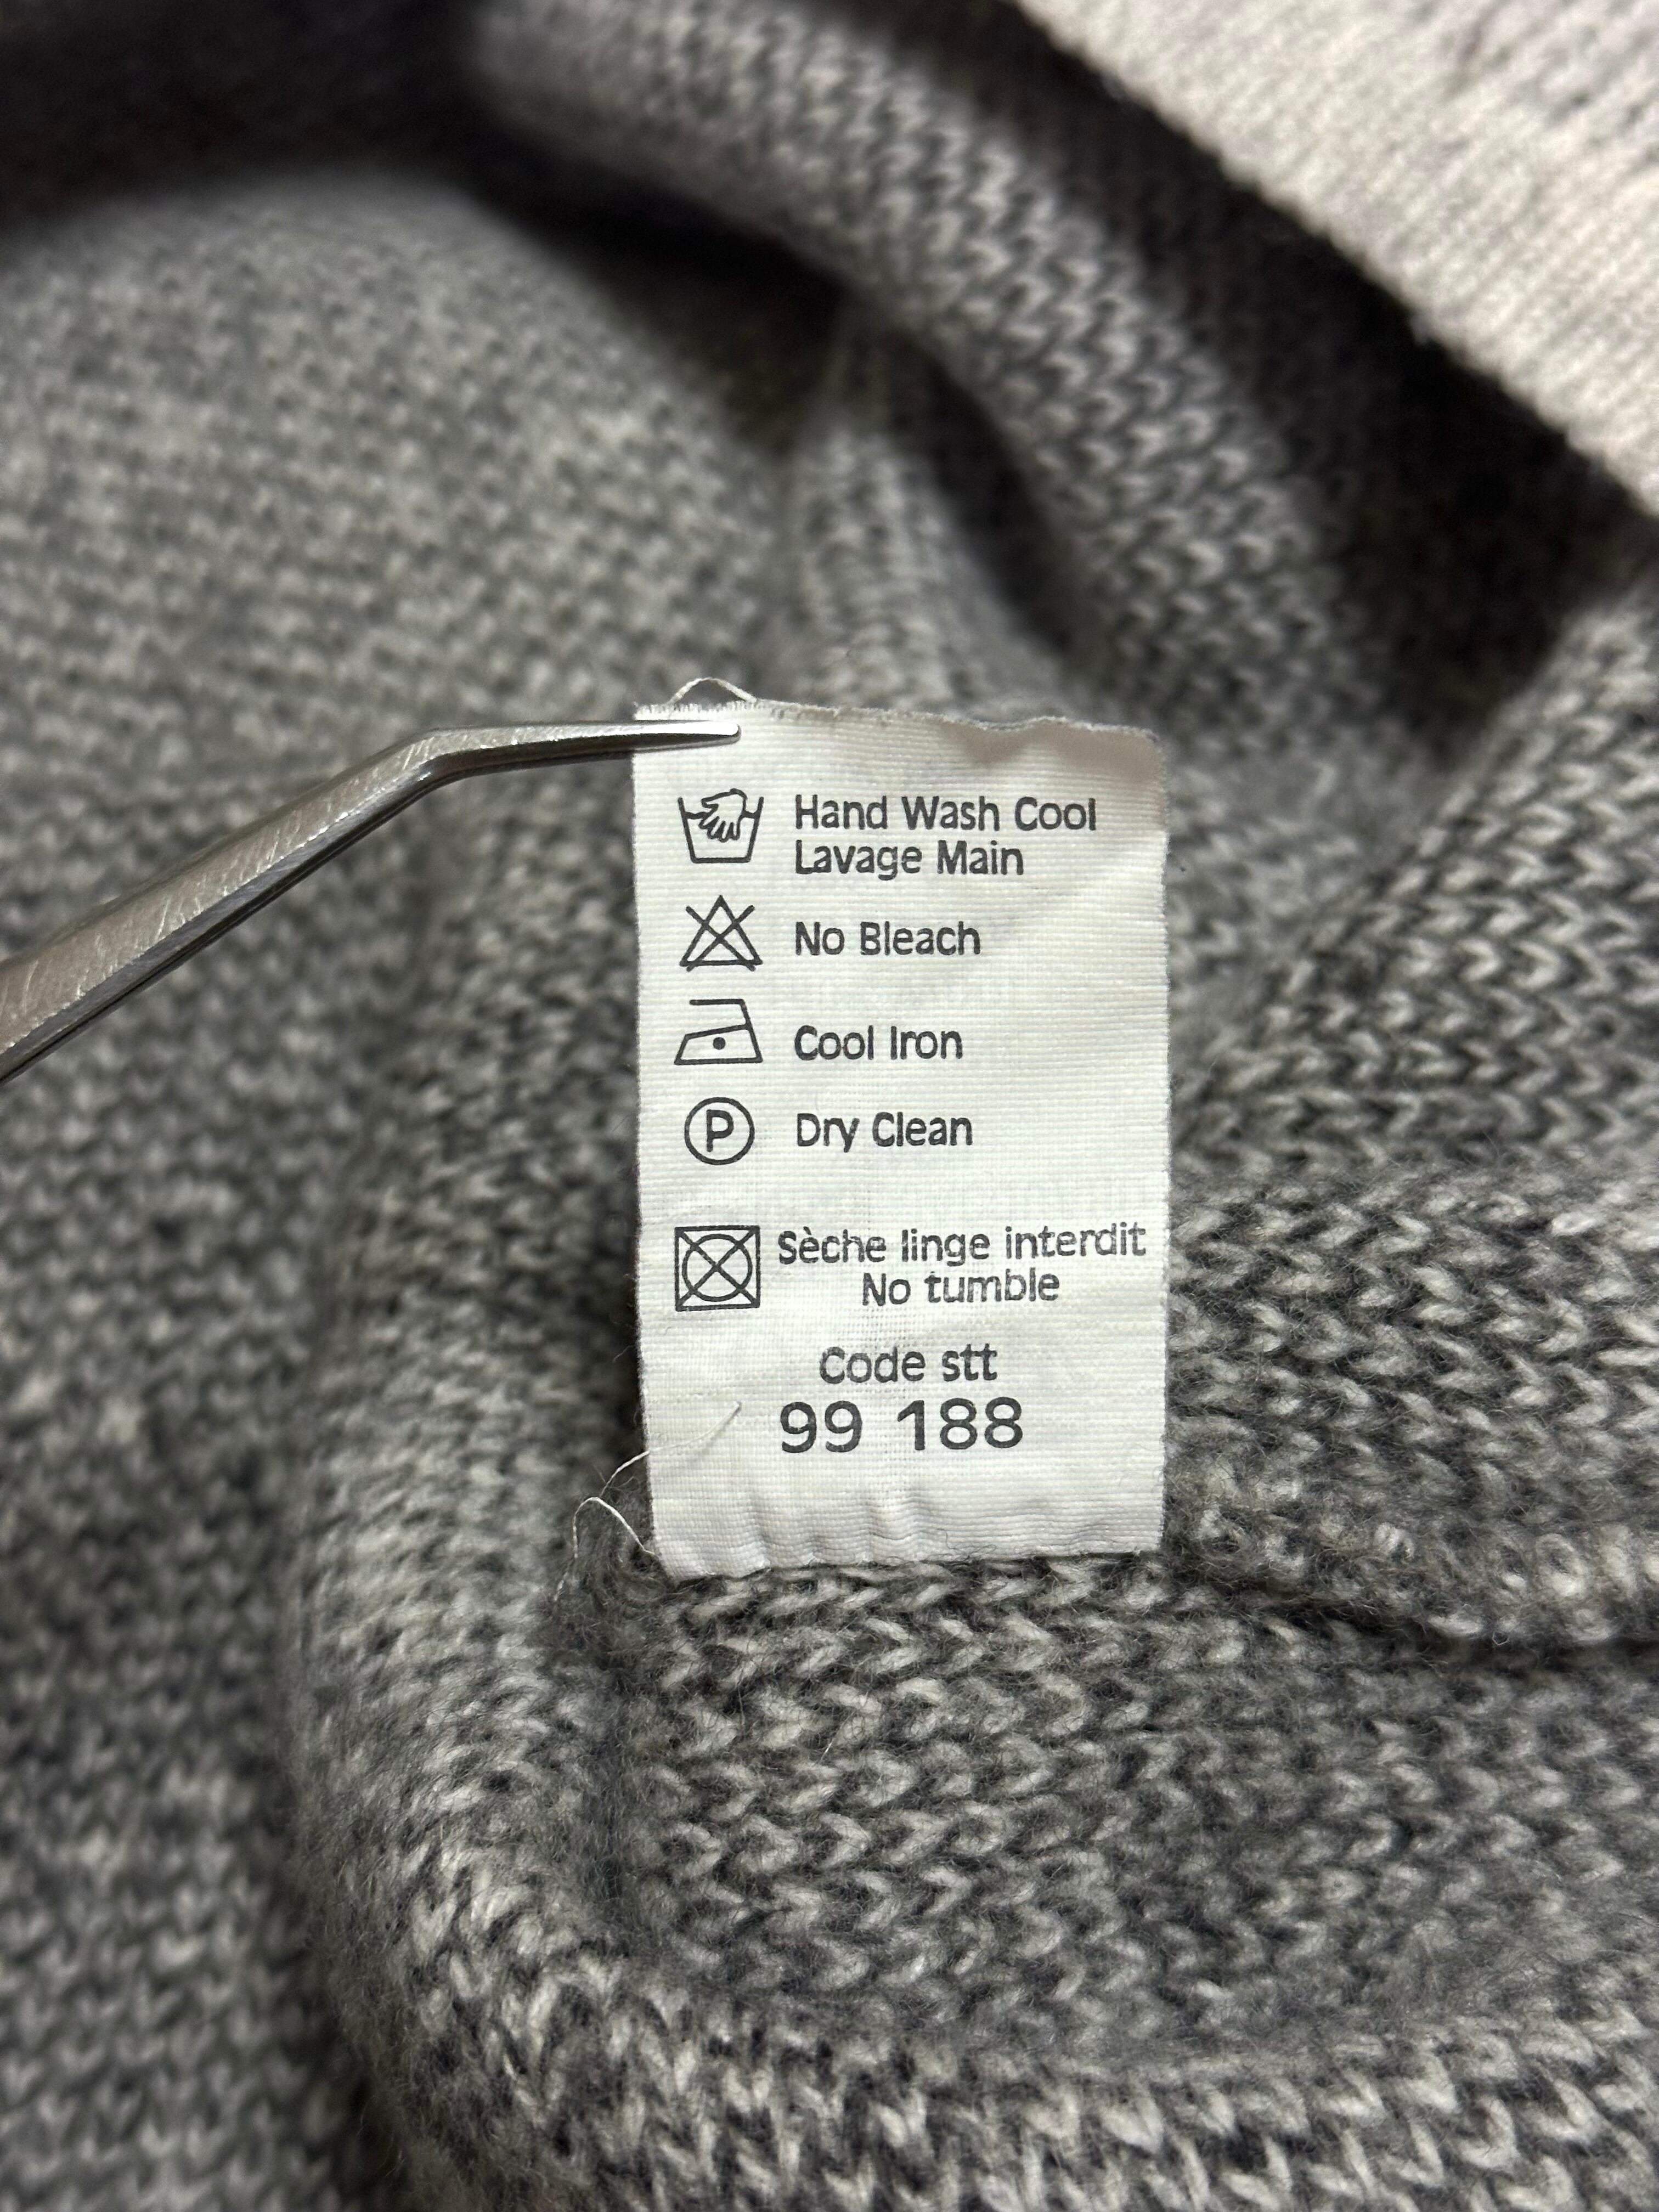 Hand Wash Cool
Lavage Main
No Bleach
Cool Iron
P Dry Clean
Sèche linge interdit
No tumble
Code stt
99 188